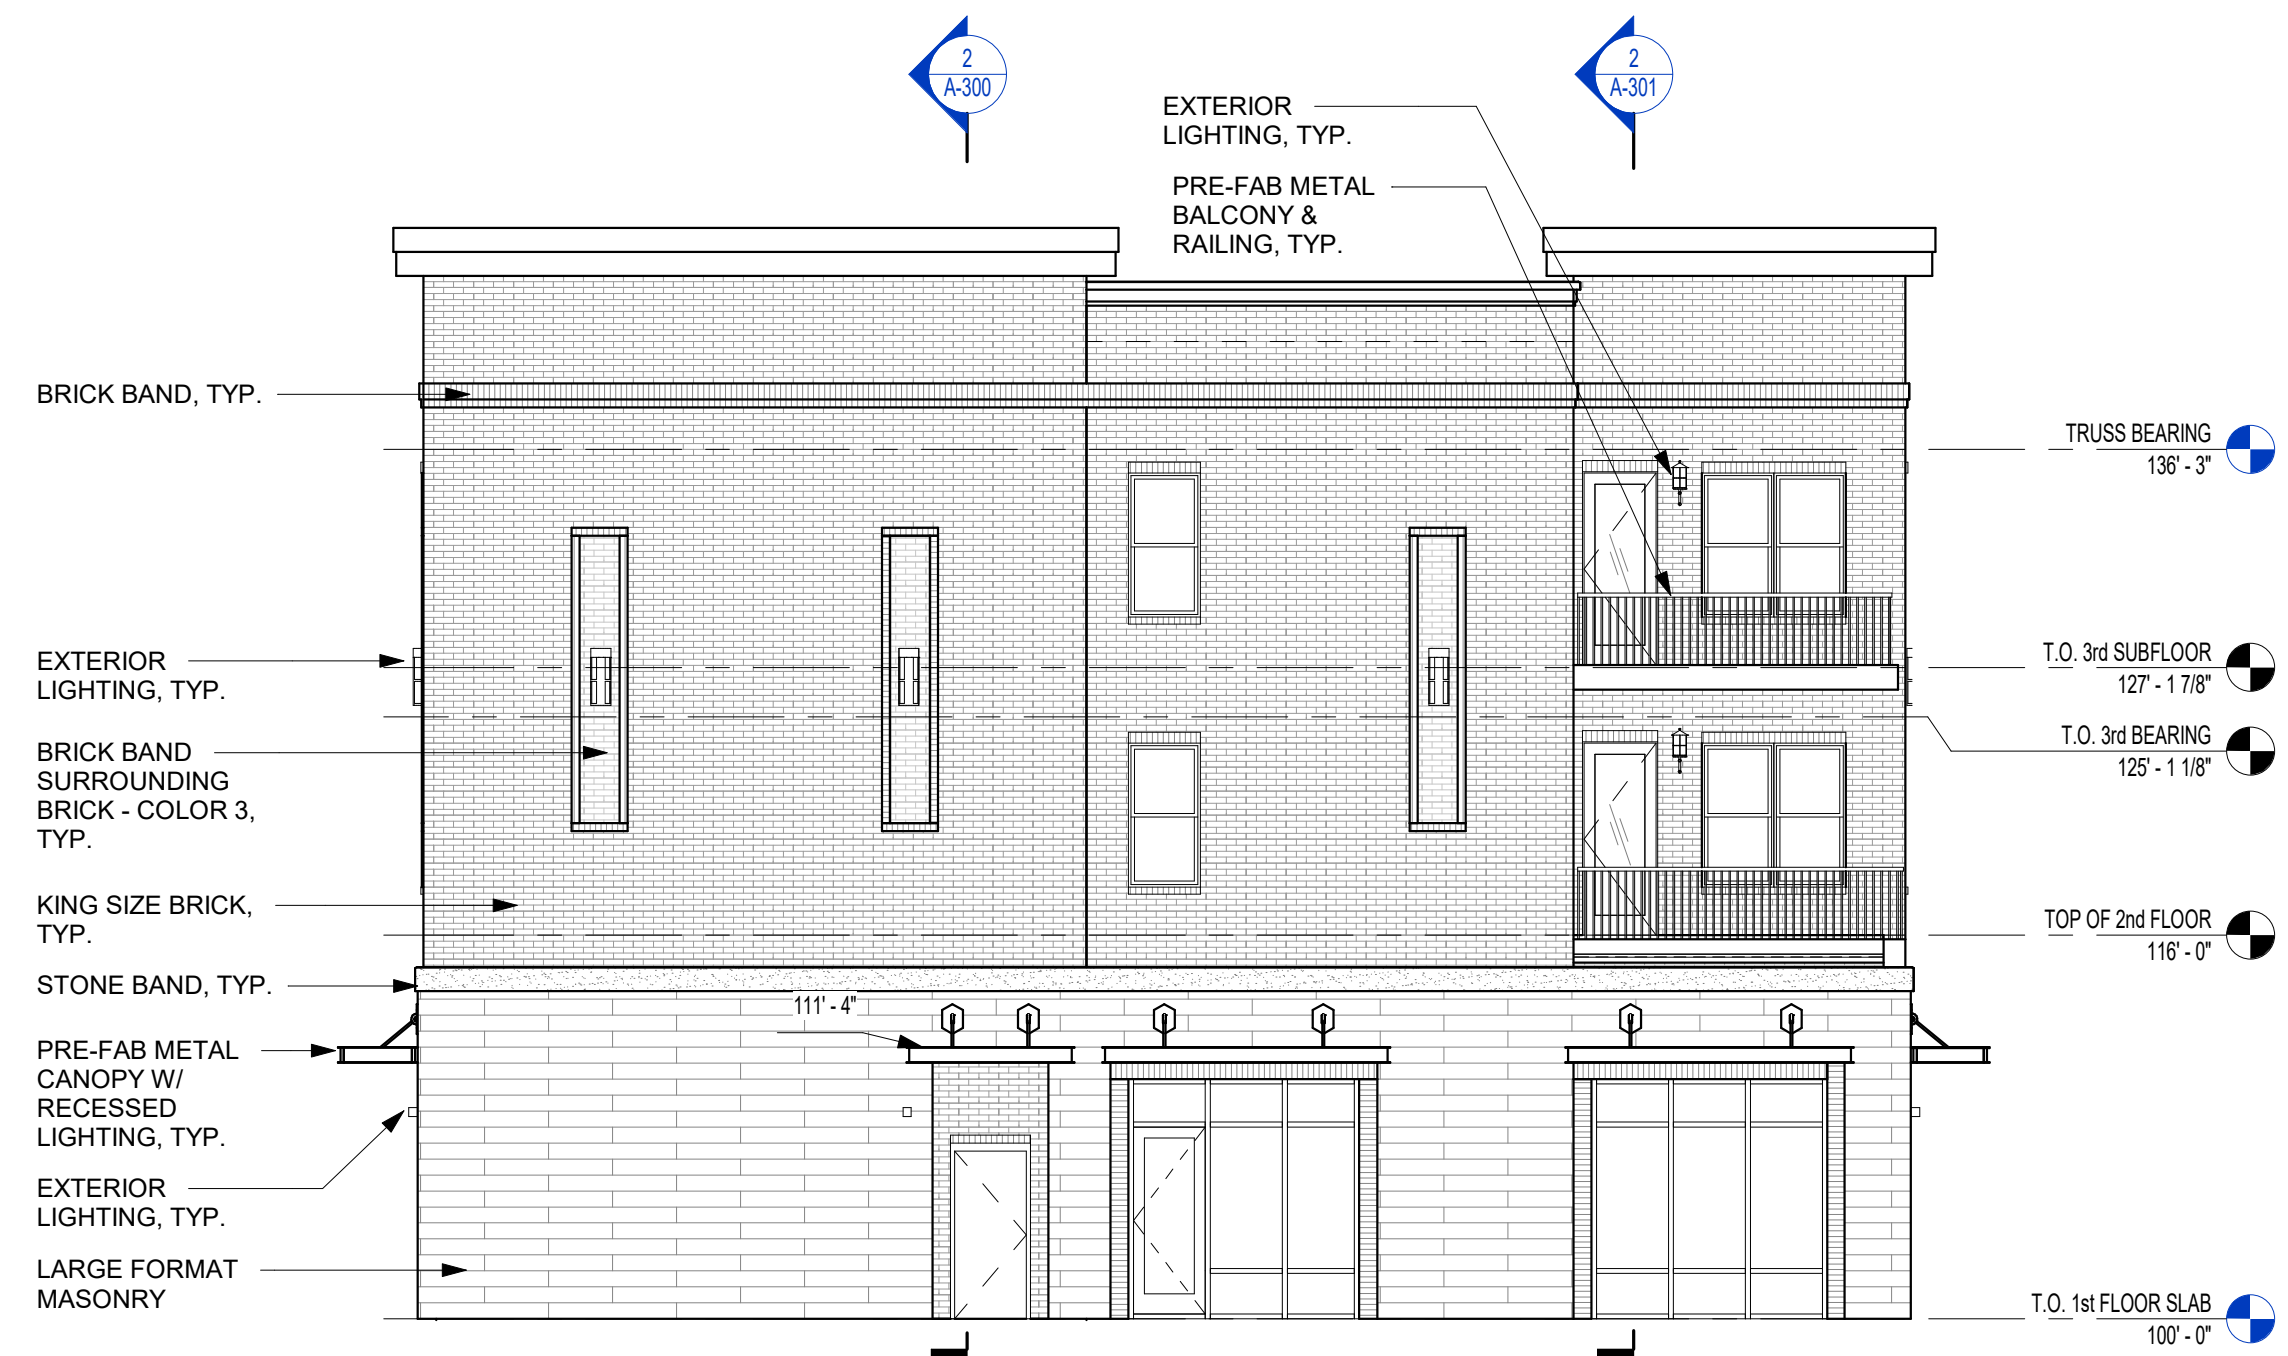 2
A-300
2
A-301
EXTERIOR
LIGHTING, TYP.
PRE-FAB METAL
BALCONY &
RAILING, TYP.
BRICK BAND, TYP.
EXTERIOR
LIGHTING, TYP.
BRICK BAND
SURROUNDING
BRICK - COLOR 3,
TYP.
KING SIZE BRICK,
TYP.
STONE BAND, TYP.
PRE-FAB METAL
CANOPY W/
RECESSED
LIGHTING, TYP.
EXTERIOR
LIGHTING, TYP.
LARGE FORMAT
MASONRY
111' - 4"
TRUSS BEARING
136' - 3"
T.O. 3rd SUBFLOOR
127' - 1 7/8"
T.O. 3rd BEARING
125' - 1 1/8"
TOP OF 2nd FLOOR
116' - 0"
T.O. 1st FLOOR SLAB
100' - 0"